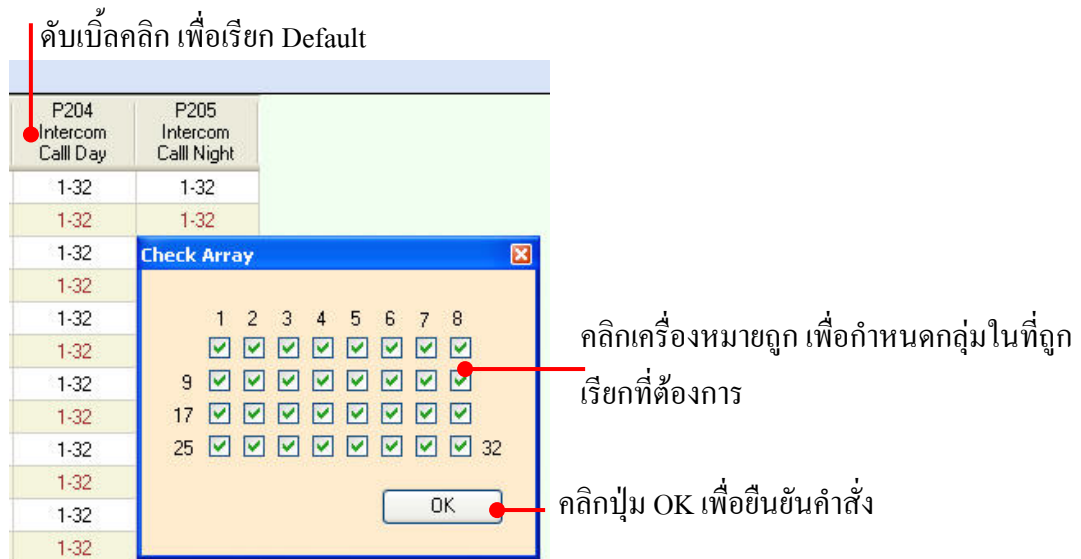 ดับเบิ้ลคลิก เพื่อเรียก Default
P204 P205
Intercom Intercom
Calll Day Calll Night
1-32 1-32
1-32 1-32
1-32
1-32
1-32
1-32
1-32
1-32
1-32
1-32
1-32
1-32
Check Array
1 2 3 4 5 6 7 8
9
17
25 32
OK
คลิกเครื่องหมายถูก เพื่อกำหนดกลุ่มในที่ถูก
เรียกที่ต้องการ
คลิกปุ่ม OK เพื่อยืนยันคำสั่ง